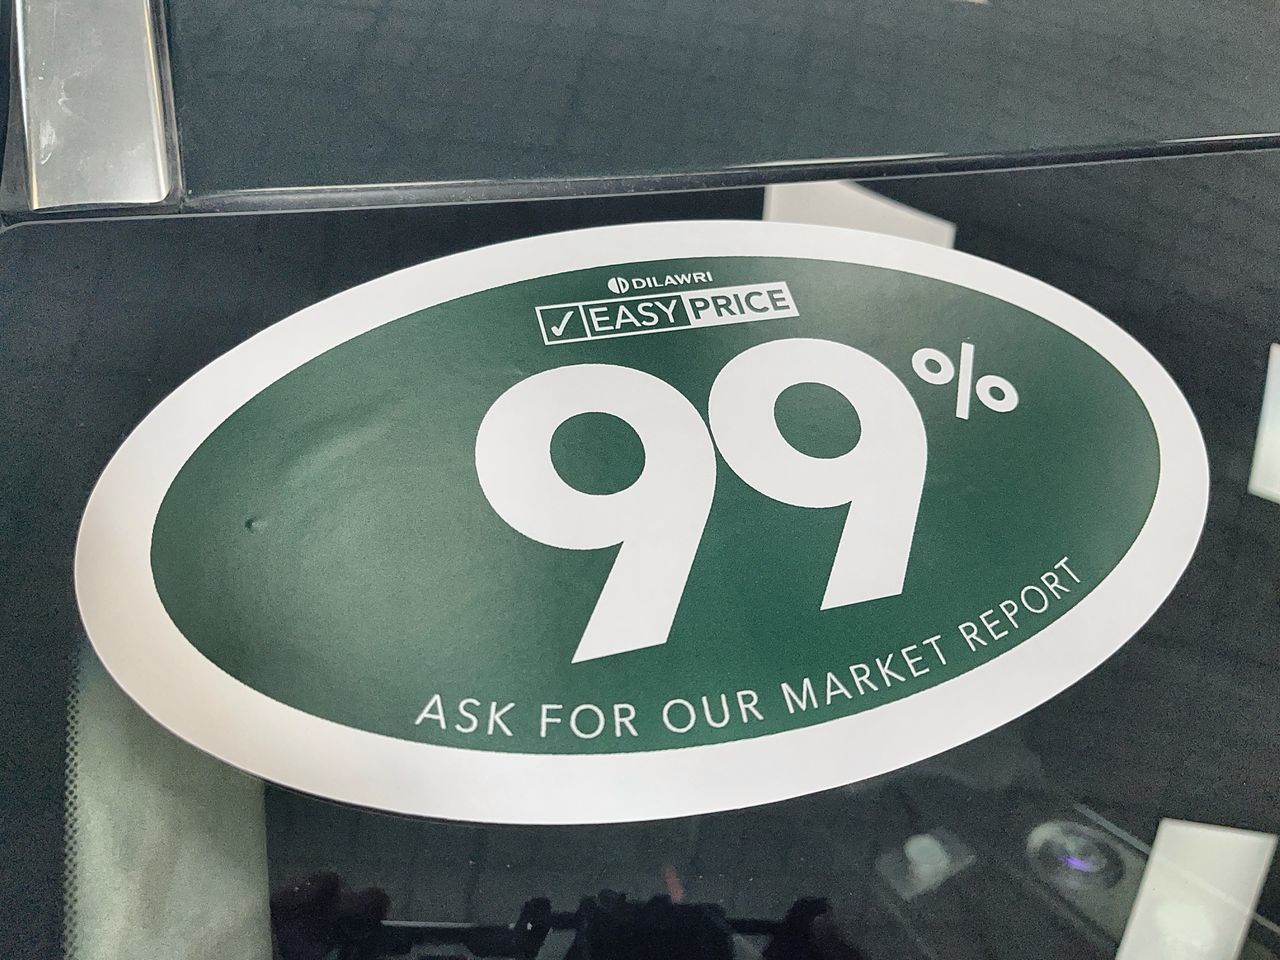 DILAWRI
✓ EASY PRICE
99%
ASK FOR OUR MARKET REPORT